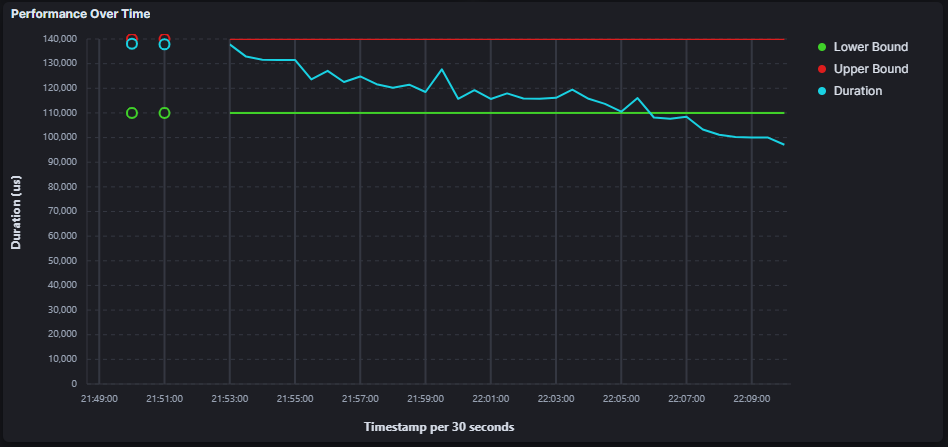 Performance Over Time
140,000
130,000
120,000
110,000
100,000
90,000
80,000
70,000
60,000
50,000
40,000
30,000
20,000
10,000
0
Duration (us)
21:49:00 21:51:00 21:53:00 21:55:00 21:57:00 21:59:00 22:01:00 22:03:00 22:05:00 22:07:00 22:09:00
Timestamp per 30 seconds
Lower Bound
Upper Bound
Duration